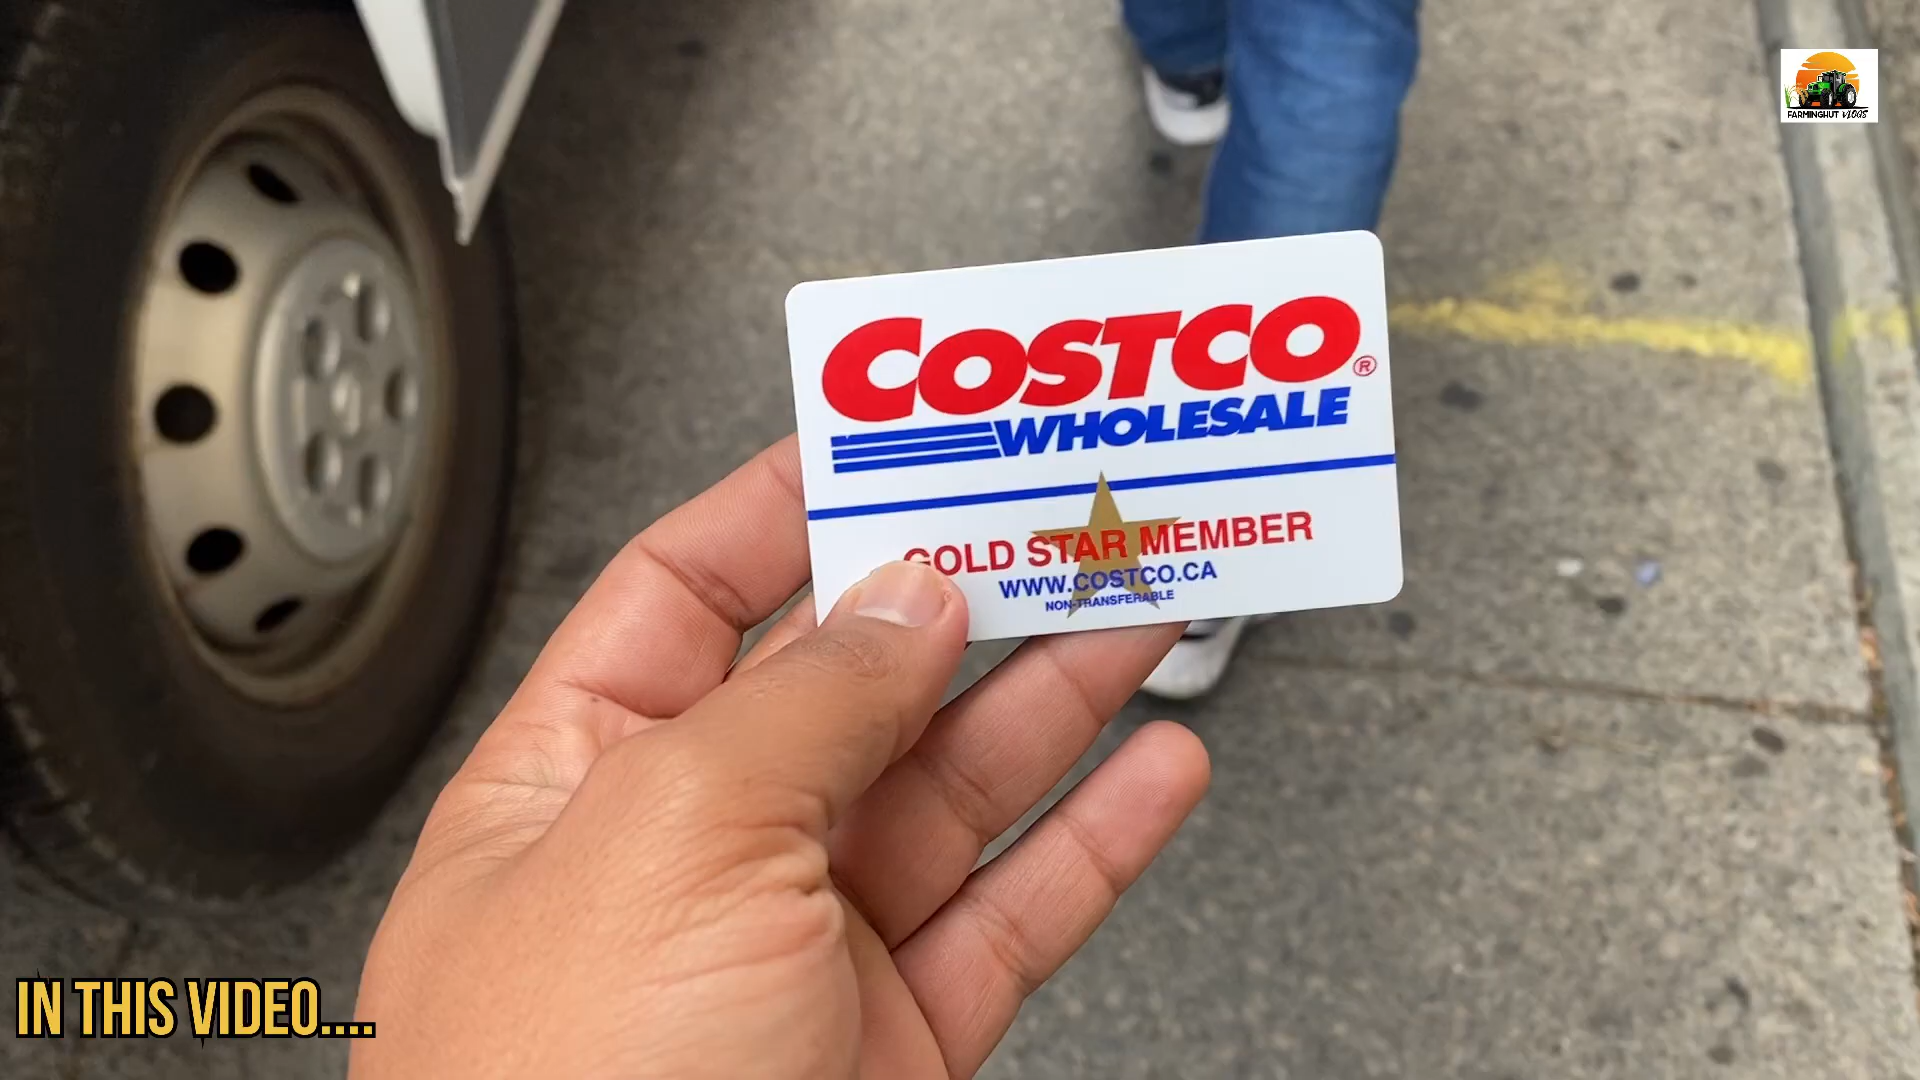 FARMINGHUT VLOGS
COSTCO®
WHOLESALE
GOLD STAR MEMBER
WWW.COSTCO.CA
NON-TRANSFERABLE
IN THIS VIDEO....